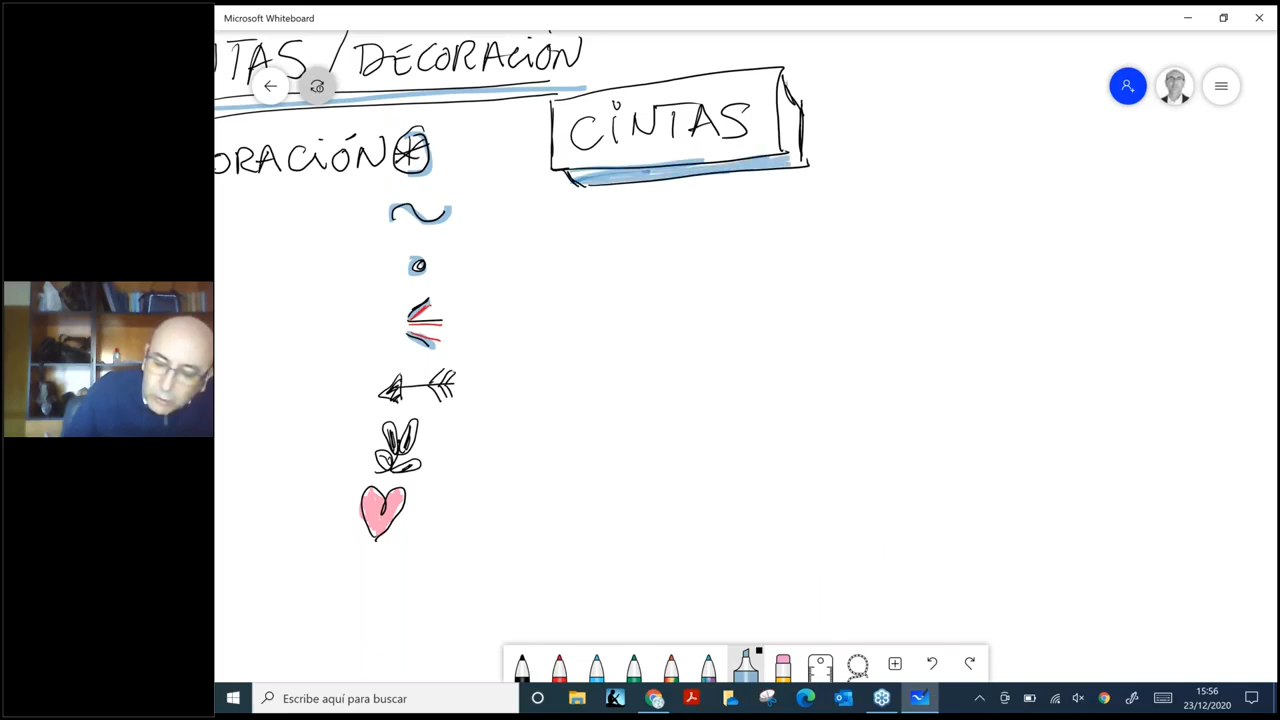 Microsoft Whiteboard
TAS / DECORACIÓN
CINTAS
ORACIÓN
Escribe aquí para buscar
15:56
23/12/2020